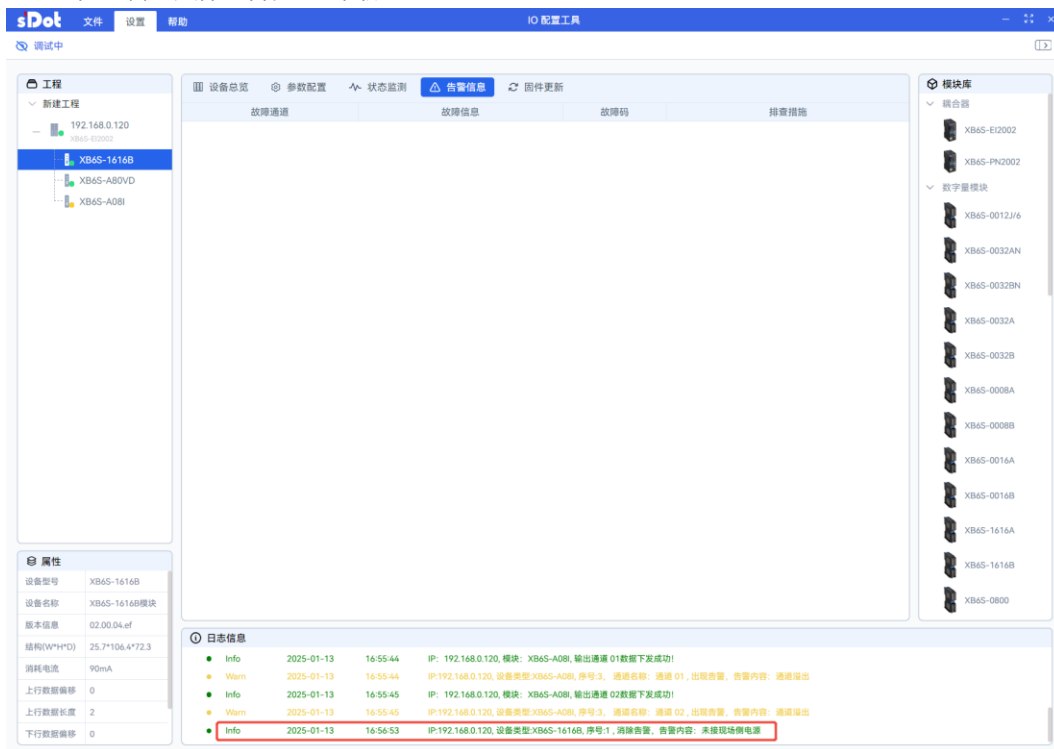 sDot 文件 设置 帮助 IO 配置工具
调试中
工程
新建工程
192.168.0.120
XB6S-EI2002
XB6S-1616B
XB6S-A80VD
XB6S-A08I
设备总览 参数配置 状态监测 告警信息 固件更新
故障通道 故障信息 故障码 排查措施
模块库
耦合器
XB6S-EI2002
XB6S-PN2002
数字量模块
XB6S-0012J/6
XB6S-0032AN
XB6S-0032BN
XB6S-0032A
XB6S-0032B
XB6S-0008A
XB6S-0008B
XB6S-0016A
XB6S-0016B
XB6S-1616A
XB6S-1616B
XB6S-0800
属性
设备型号 XB6S-1616B
设备名称 XB6S-1616B模块
版本信息 02.00.04.ef
结构(W*H*D) 25.7*106.4*72.3
消耗电流 90mA
上行数据偏移 0
上行数据长度 2
下行数据偏移 0
日志信息
Info 2025-01-13 16:55:44 IP: 192.168.0.120, 模块: XB6S-A08I, 输出通道 01数据下发成功!
Warn 2025-01-13 16:55:44 IP:192.168.0.120, 设备类型:XB6S-A08I, 序号:3, 通道名称: 通道 01 , 出现告警, 告警内容: 通道溢出
Info 2025-01-13 16:55:45 IP: 192.168.0.120, 模块: XB6S-A08I, 输出通道 02数据下发成功!
Warn 2025-01-13 16:55:45 IP:192.168.0.120, 设备类型:XB6S-A08I, 序号:3, 通道名称: 通道 02 , 出现告警, 告警内容: 通道溢出
Info 2025-01-13 16:56:53 IP:192.168.0.120, 设备类型:XB6S-1616B, 序号:1 , 消除告警, 告警内容: 未接现场侧电源